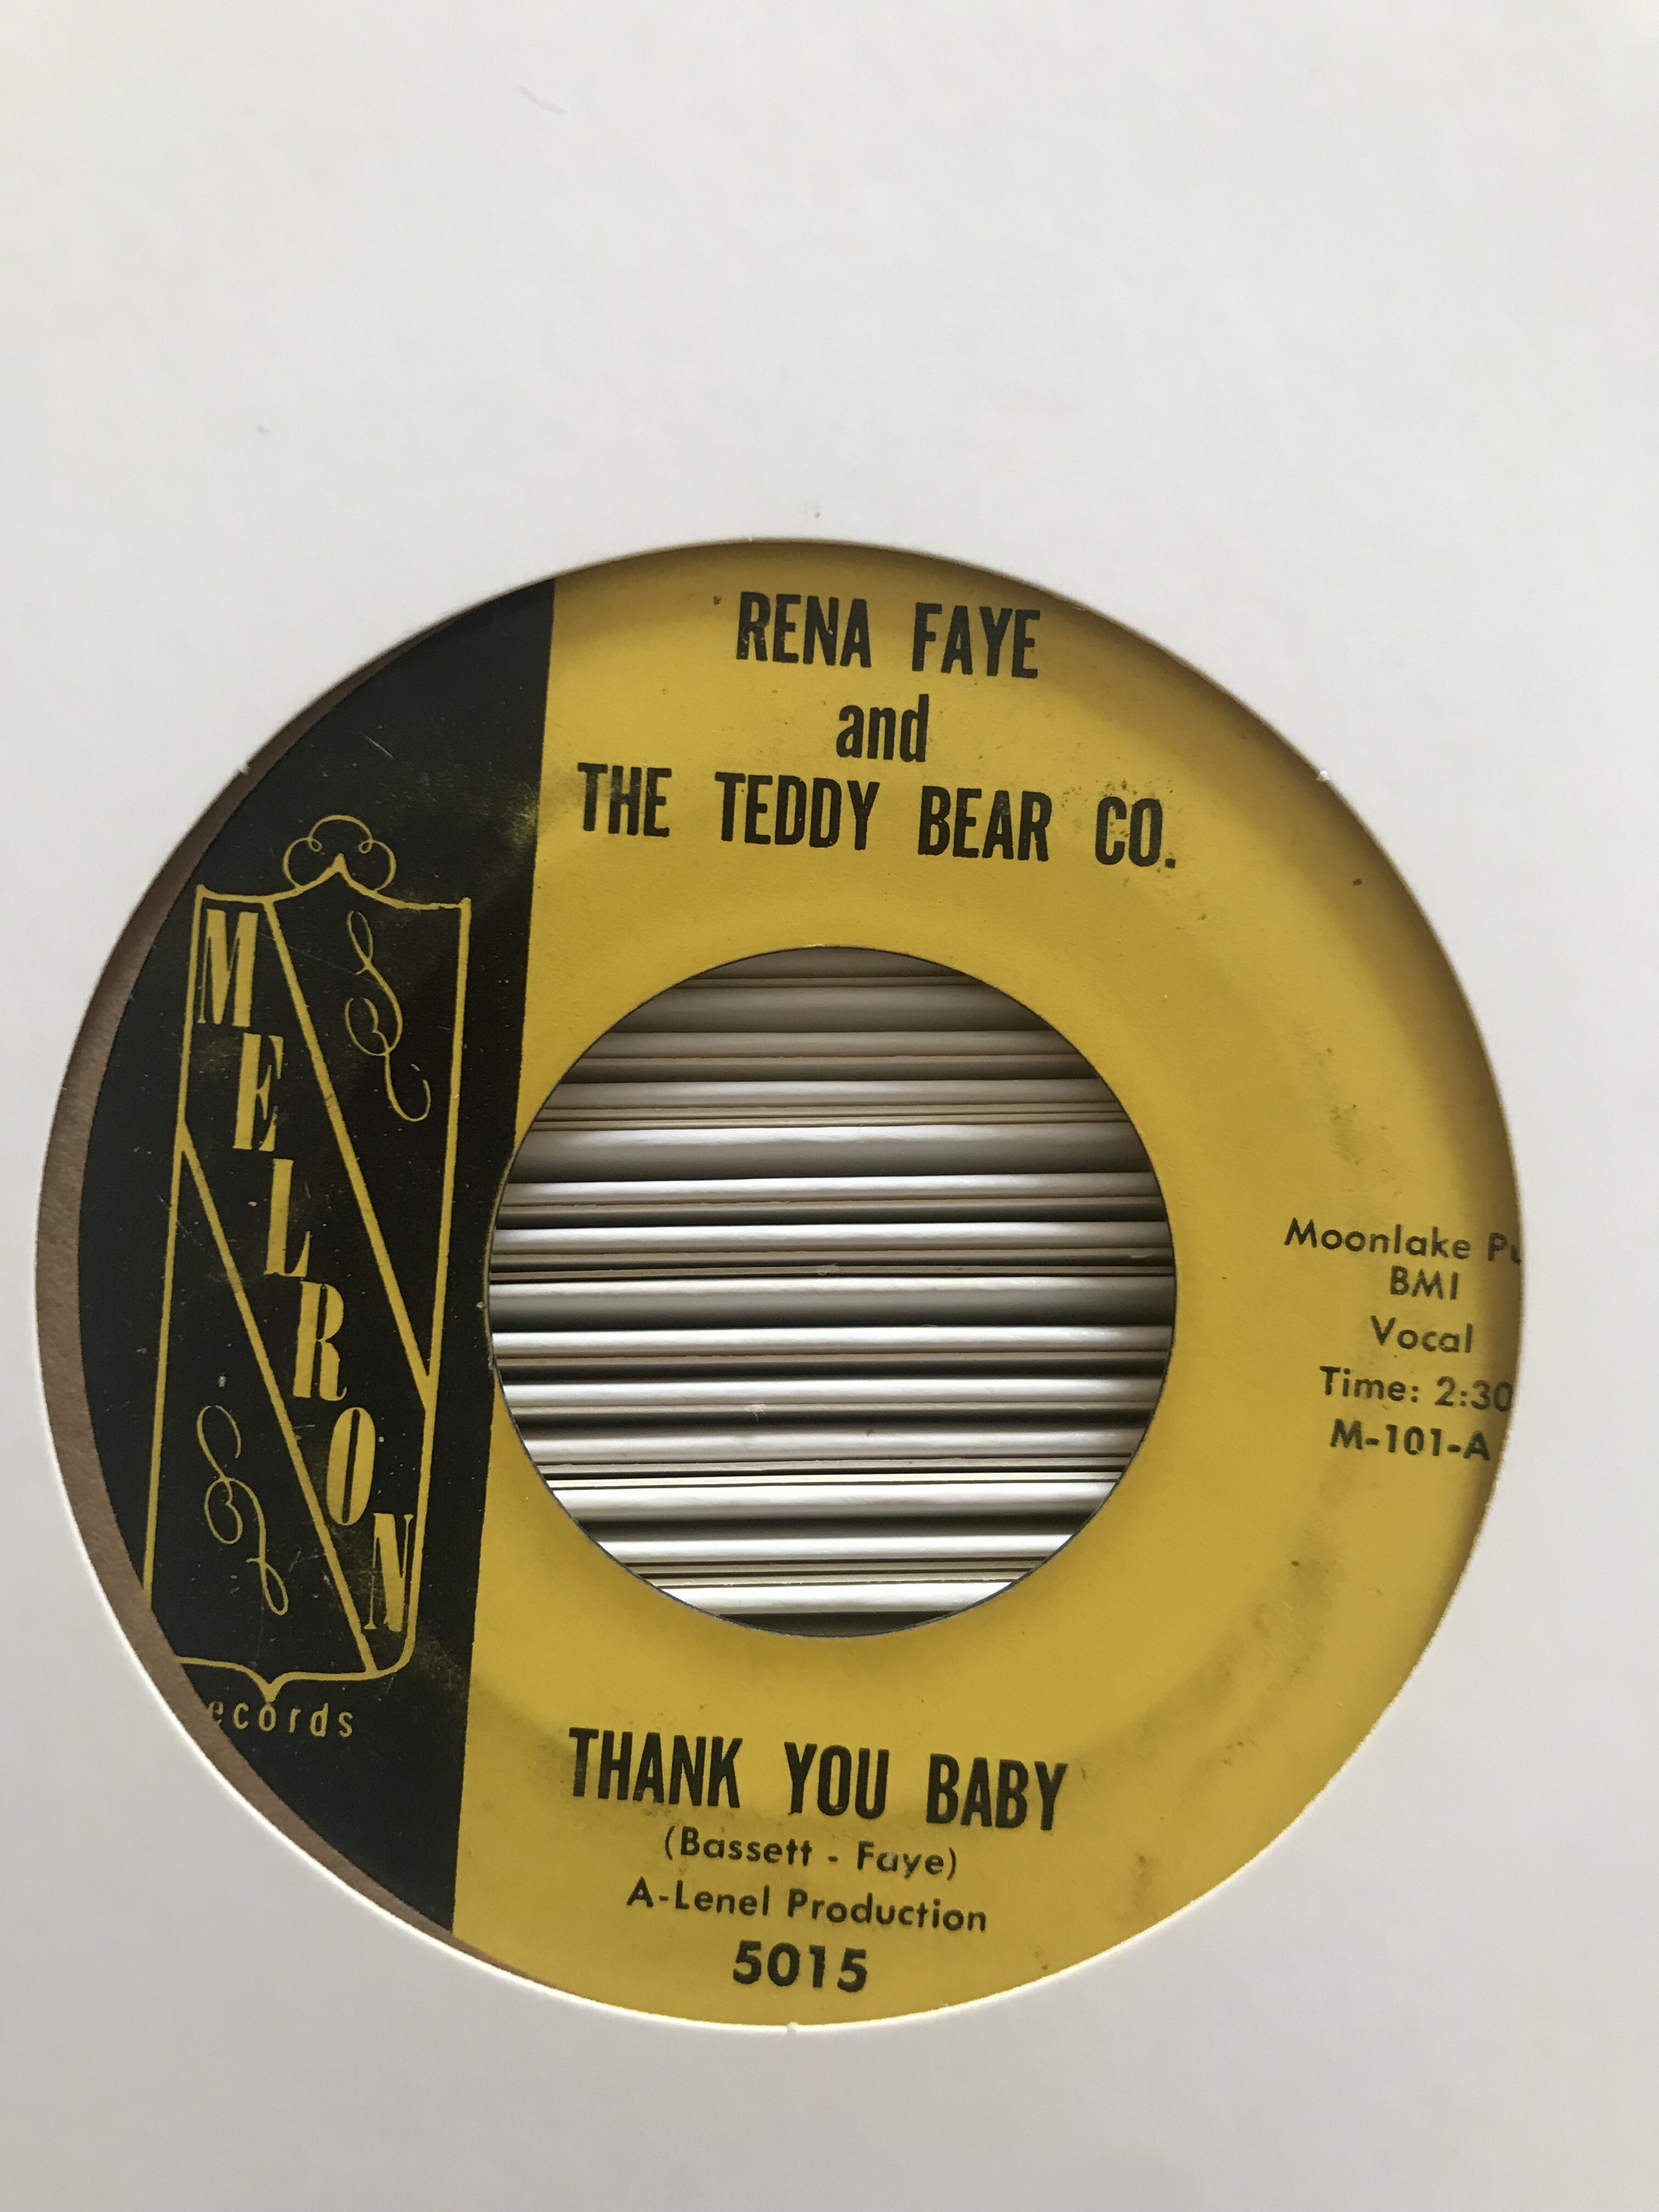 RENA FAYE
and
THE TEDDY BEAR CO.
MELRON
ecords
Moonlake
BMI
Vocal
Time: 2:30
M-101-A
THANK YOU BABY
(Bassett - Faye)
A-Lenel Production
5015